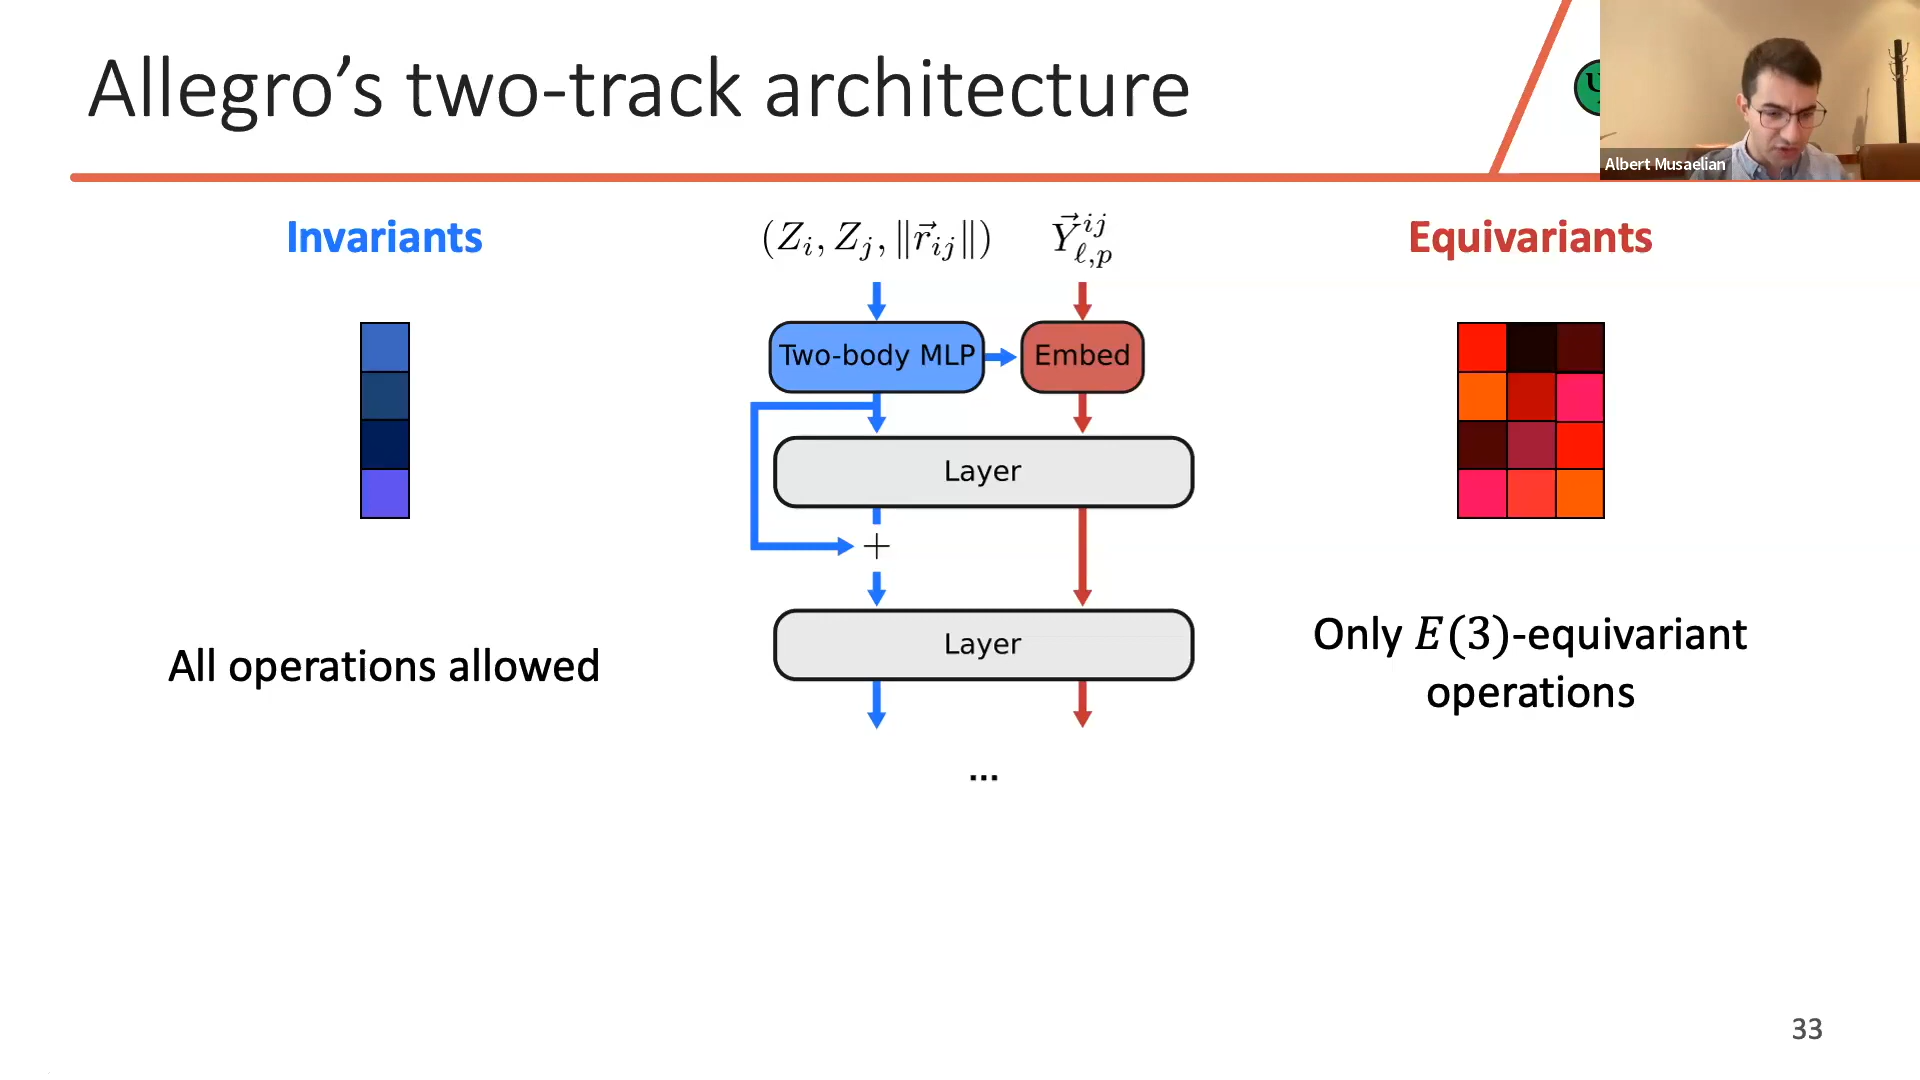 Allegro’s two-track architecture
Albert Musaelian
Invariants
(Z_i, Z_j, ‖r⃗_ij‖)
Y⃗^ij_ℓ,p
Equivariants
Two-body MLP
Embed
Layer
+
Layer
All operations allowed
Only E(3)-equivariant
operations
...
33